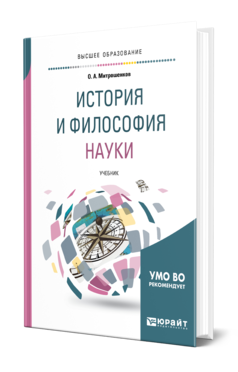 ВЫСШЕЕ ОБРАЗОВАНИЕ
О. А. Митрошенков
ИСТОРИЯ
И ФИЛОСОФИЯ
НАУКИ
УЧЕБНИК
УМО ВО
РЕКОМЕНДУЕТ
ЮРАЙТ